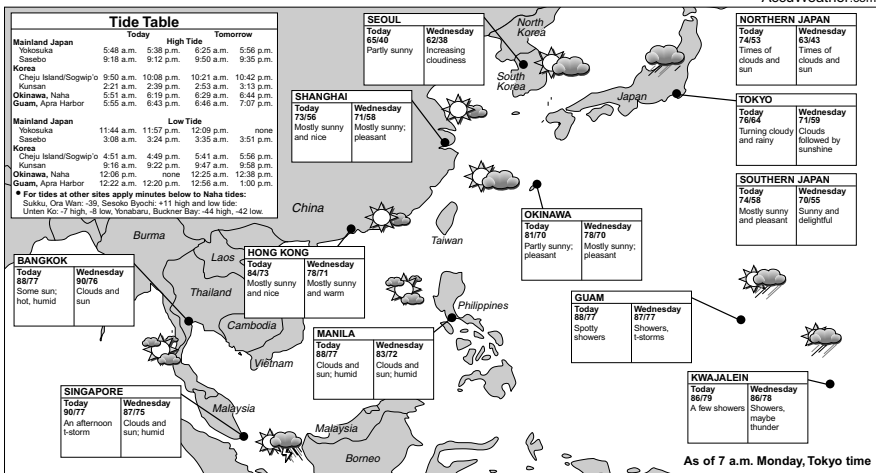 AccuWeather.com
Tide Table
Today Tomorrow
Mainland Japan High Tide
Yokosuka 5:48 a.m. 5:38 p.m. 6:25 a.m. 5:56 p.m.
Sasebo 9:18 a.m. 9:12 p.m. 9:50 a.m. 9:35 p.m.
Korea
Cheju Island/Sogwip'o 9:50 a.m. 10:08 p.m. 10:21 a.m. 10:42 p.m.
Kunsan 2:21 a.m. 2:39 p.m. 2:53 a.m. 3:13 p.m.
Okinawa, Naha 5:51 a.m. 6:19 p.m. 6:29 a.m. 6:44 p.m.
Guam, Apra Harbor 5:55 a.m. 6:43 p.m. 6:46 a.m. 7:07 p.m.
Mainland Japan Low Tide
Yokosuka 11:44 a.m. 11:57 p.m. 12:09 p.m. none
Sasebo 3:08 a.m. 3:24 p.m. 3:35 a.m. 3:51 p.m.
Korea
Cheju Island/Sogwip'o 4:51 a.m. 4:49 p.m. 5:41 a.m. 5:56 p.m.
Kunsan 9:16 a.m. 9:22 p.m. 9:47 a.m. 9:58 p.m.
Okinawa, Naha 12:06 p.m. none 12:25 a.m. 12:38 p.m.
Guam, Apra Harbor 12:22 a.m. 12:20 p.m. 12:56 a.m. 1:00 p.m.
• For tides at other sites apply minutes below to Naha tides:
Sukku, Ora Wan: -39, Sesoko Byochi: +11 high and low tide:
Unten Ko: -7 high, -8 low, Yonabaru, Buckner Bay: -44 high, -42 low.
SEOUL
Today Wednesday
65/40 62/38
Partly sunny Increasing
cloudiness
North
Korea
South
Korea
Japan
NORTHERN JAPAN
Today Wednesday
74/53 63/43
Times of Times of
clouds and clouds and
sun sun
SHANGHAI
Today Wednesday
73/56 71/58
Mostly sunny Mostly sunny;
and nice pleasant
TOKYO
Today Wednesday
76/64 71/59
Turning cloudy Clouds
and rainy followed by
sunshine
SOUTHERN JAPAN
Today Wednesday
74/58 70/55
Mostly sunny Sunny and
and pleasant delightful
China
Taiwan
OKINAWA
Today Wednesday
81/70 78/70
Partly sunny; Mostly sunny;
pleasant pleasant
Burma
Laos
Thailand
Cambodia
Vietnam
HONG KONG
Today Wednesday
84/73 78/71
Mostly sunny Mostly sunny
and nice and warm
BANGKOK
Today Wednesday
88/77 90/76
Some sun; Clouds and
hot, humid sun
Philippines
GUAM
Today Wednesday
88/77 87/77
Spotty Showers,
showers t-storms
MANILA
Today Wednesday
88/77 83/72
Clouds and Clouds and
sun; humid sun; humid
KWAJALEIN
Today Wednesday
86/79 86/78
A few showers Showers,
maybe
thunder
SINGAPORE
Today Wednesday
90/77 87/75
An afternoon Clouds and
t-storm sun; humid
Malaysia
Malaysia
Borneo
As of 7 a.m. Monday, Tokyo time